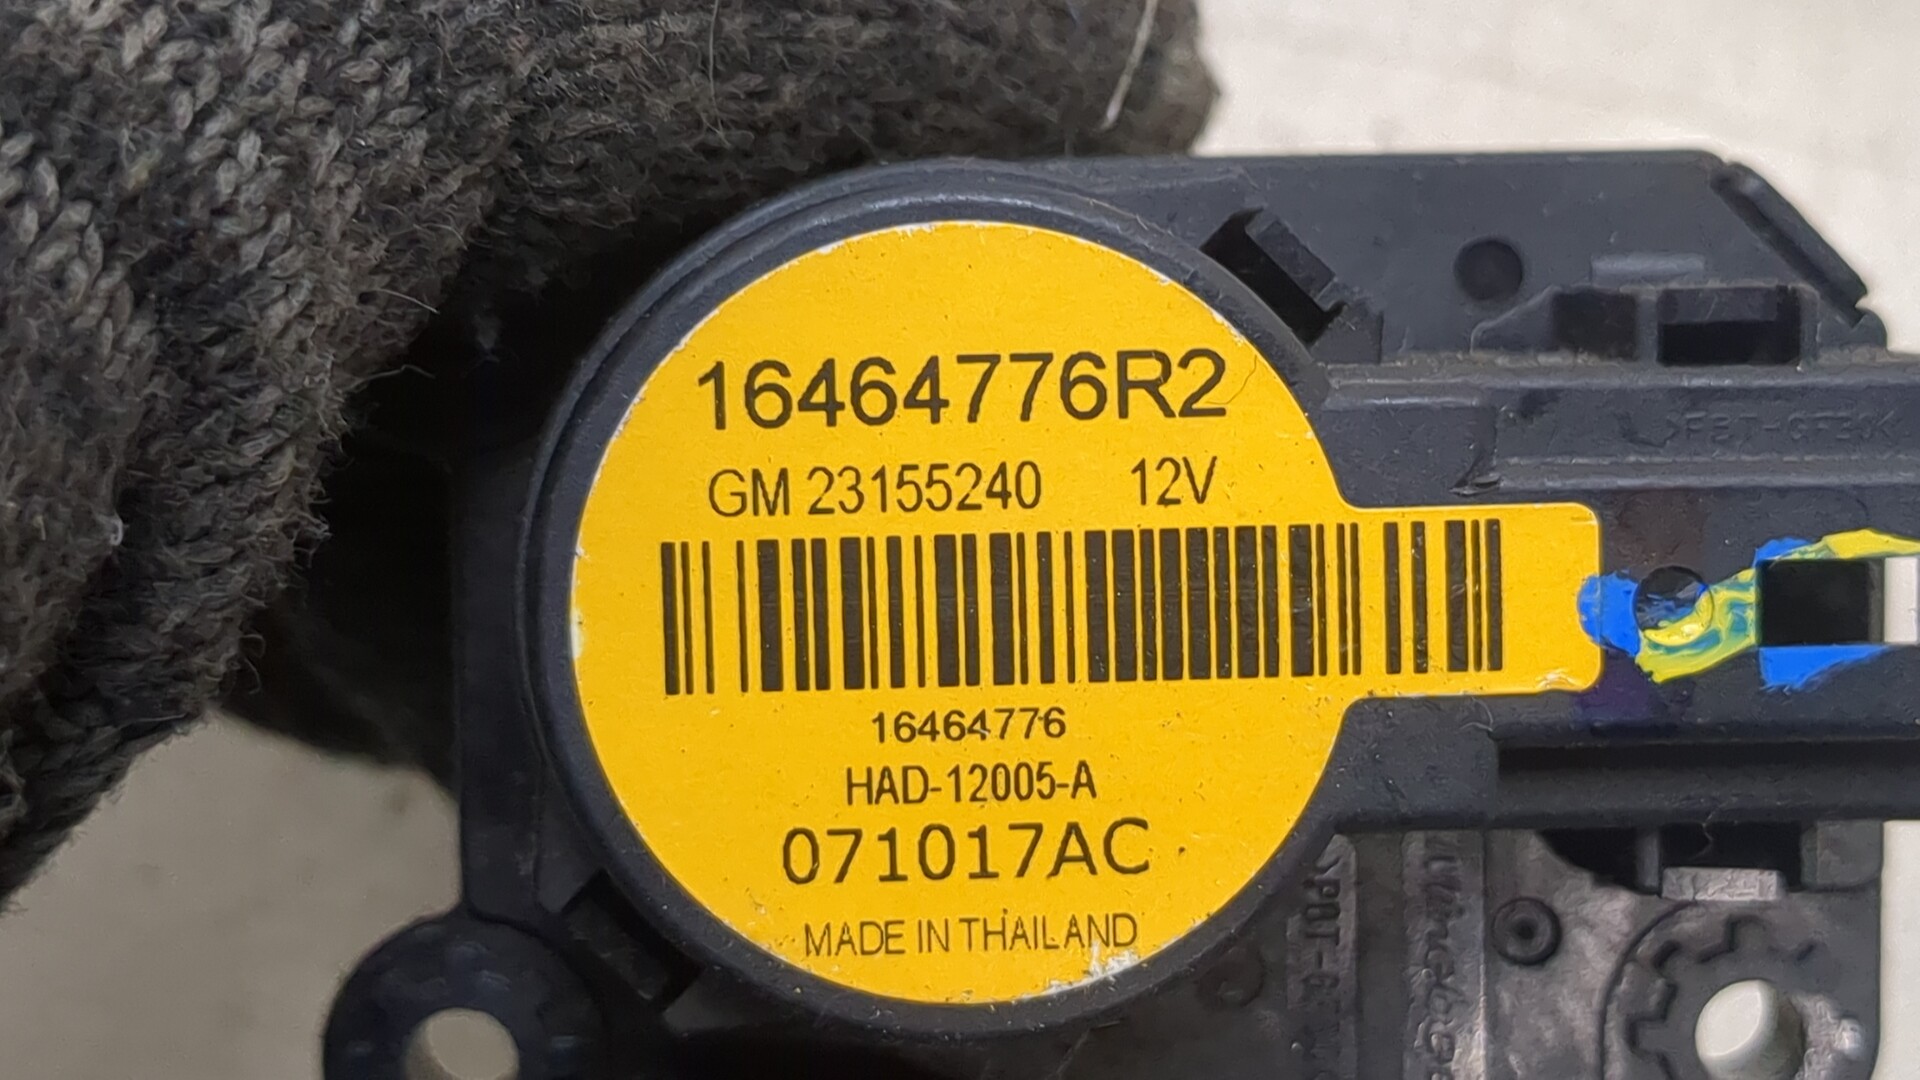 16464776R2
GM 23155240 12V
16464776
HAD-12005-A
071017AC
MADE IN THAILAND